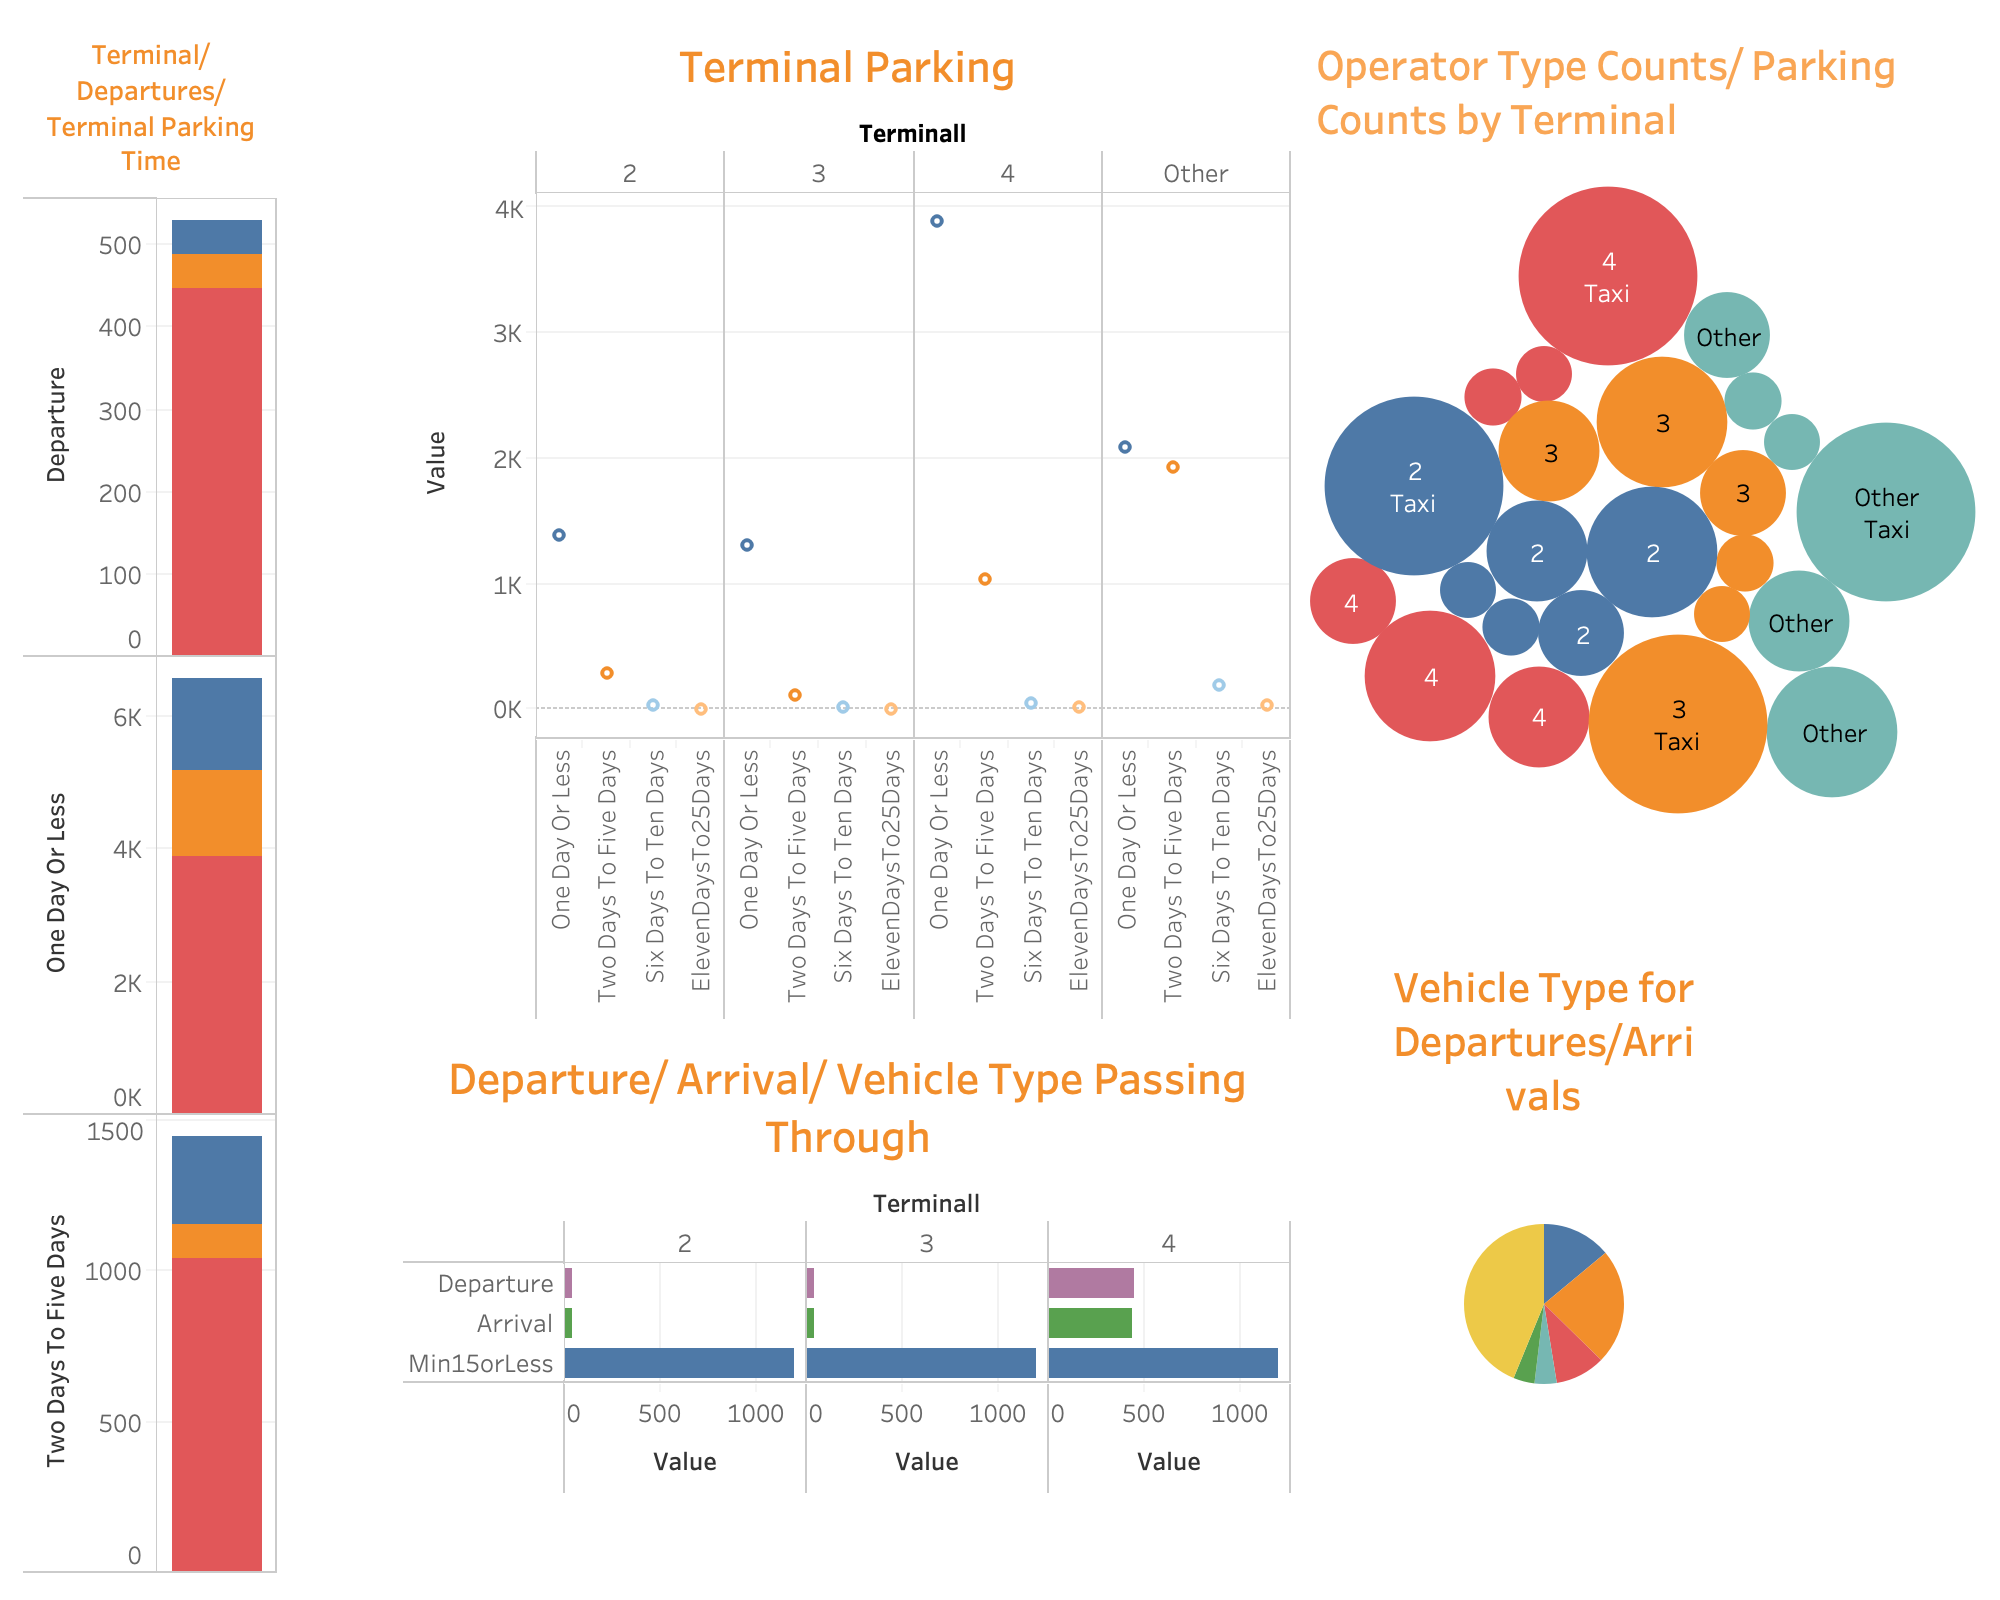 Terminal/
Departures/
Terminal Parking
Time
500
400
300
200
100
0
Departure
6K
4K
2K
0K
One Day Or Less
1500
1000
500
0
Two Days To Five Days
Terminal Parking
Terminall
2 3 4 Other
4K
3K
2K
1K
0K
Value
One Day Or Less
Two Days To Five Days
Six Days To Ten Days
ElevenDaysTo25Days
One Day Or Less
Two Days To Five Days
Six Days To Ten Days
ElevenDaysTo25Days
One Day Or Less
Two Days To Five Days
Six Days To Ten Days
ElevenDaysTo25Days
One Day Or Less
Two Days To Five Days
Six Days To Ten Days
ElevenDaysTo25Days
Departure/ Arrival/ Vehicle Type Passing
Through
Terminall
2 3 4
Departure
Arrival
Min15orLess
0 500 1000 0 500 1000 0 500 1000
Value Value Value
Operator Type Counts/ Parking
Counts by Terminal
4
Taxi
Other
3
3
2
Taxi
3
Other
Taxi
2
2
4
Other
2
4
4
3
Taxi
Other
Vehicle Type for
Departures/Arri
vals